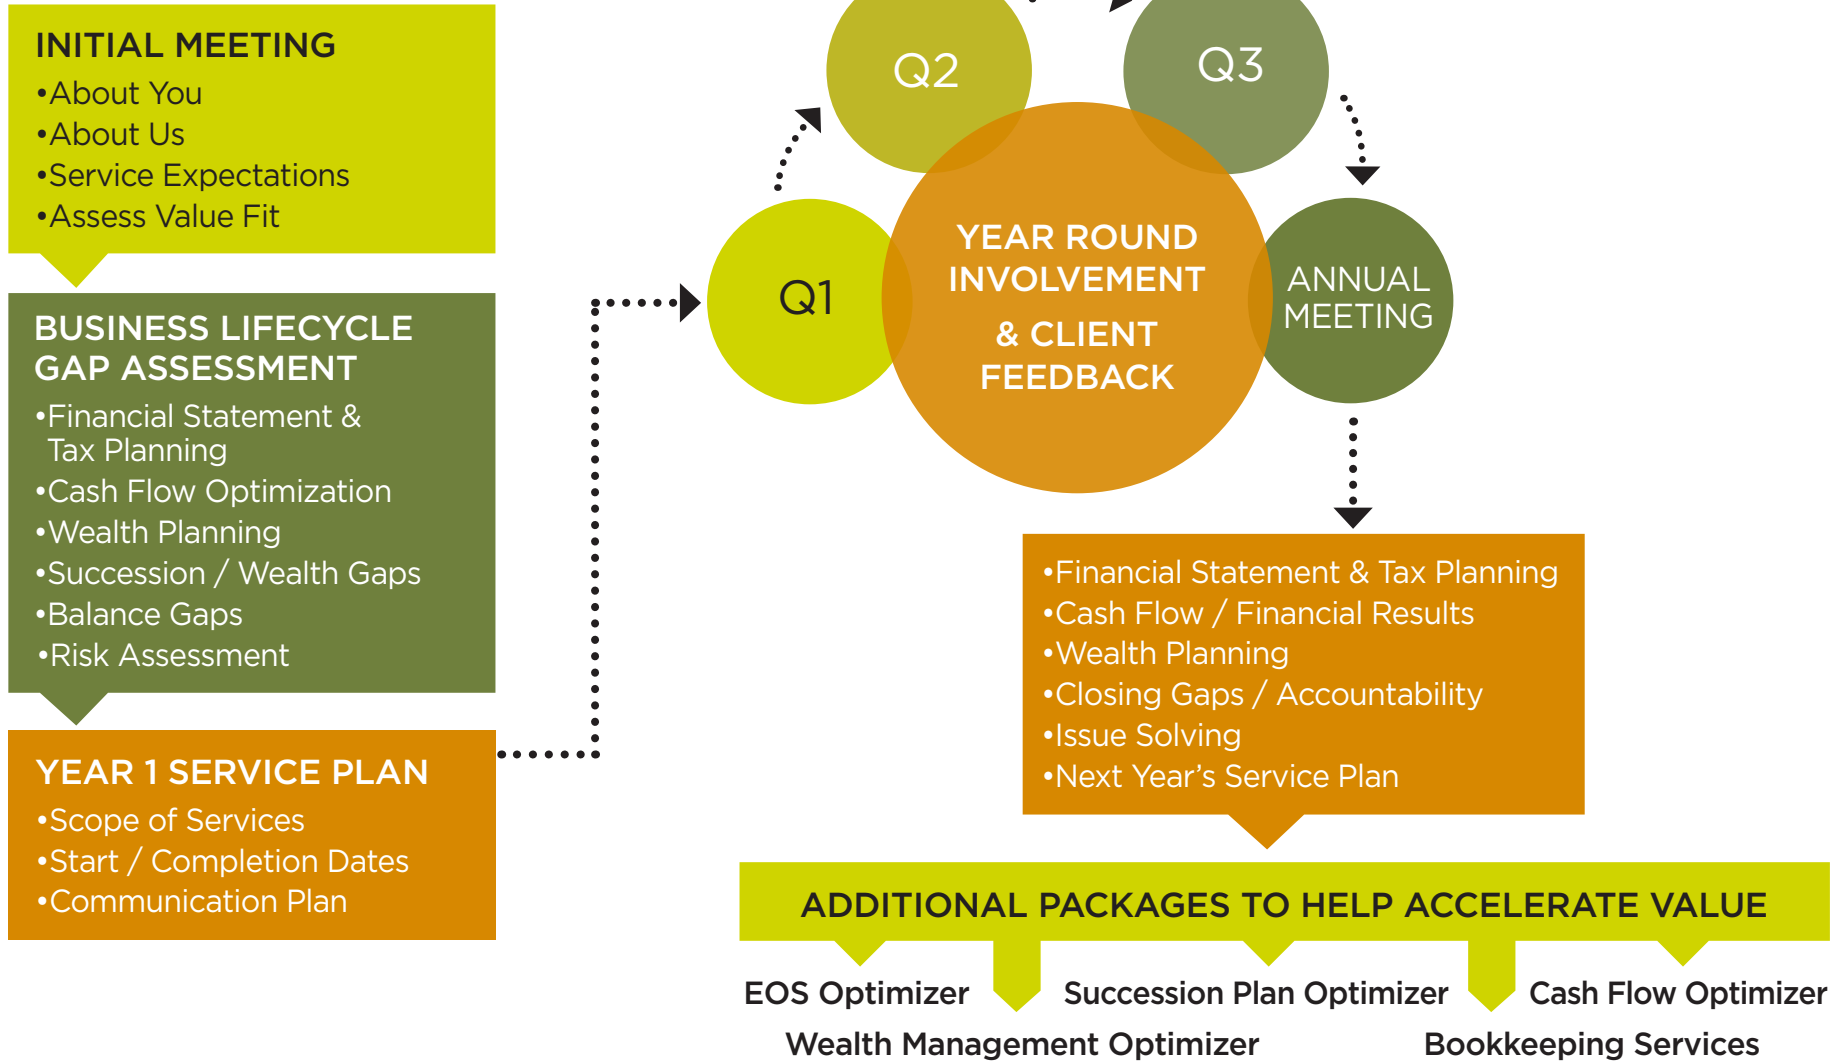 INITIAL MEETING
•About You
•About Us
•Service Expectations
•Assess Value Fit
BUSINESS LIFECYCLE
GAP ASSESSMENT
•Financial Statement &
Tax Planning
•Cash Flow Optimization
•Wealth Planning
•Succession / Wealth Gaps
•Balance Gaps
•Risk Assessment
YEAR 1 SERVICE PLAN
•Scope of Services
•Start / Completion Dates
•Communication Plan
Q1
Q2
Q3
YEAR ROUND
INVOLVEMENT
& CLIENT
FEEDBACK
ANNUAL
MEETING
•Financial Statement & Tax Planning
•Cash Flow / Financial Results
•Wealth Planning
•Closing Gaps / Accountability
•Issue Solving
•Next Year’s Service Plan
ADDITIONAL PACKAGES TO HELP ACCELERATE VALUE
EOS Optimizer
Succession Plan Optimizer
Cash Flow Optimizer
Wealth Management Optimizer
Bookkeeping Services